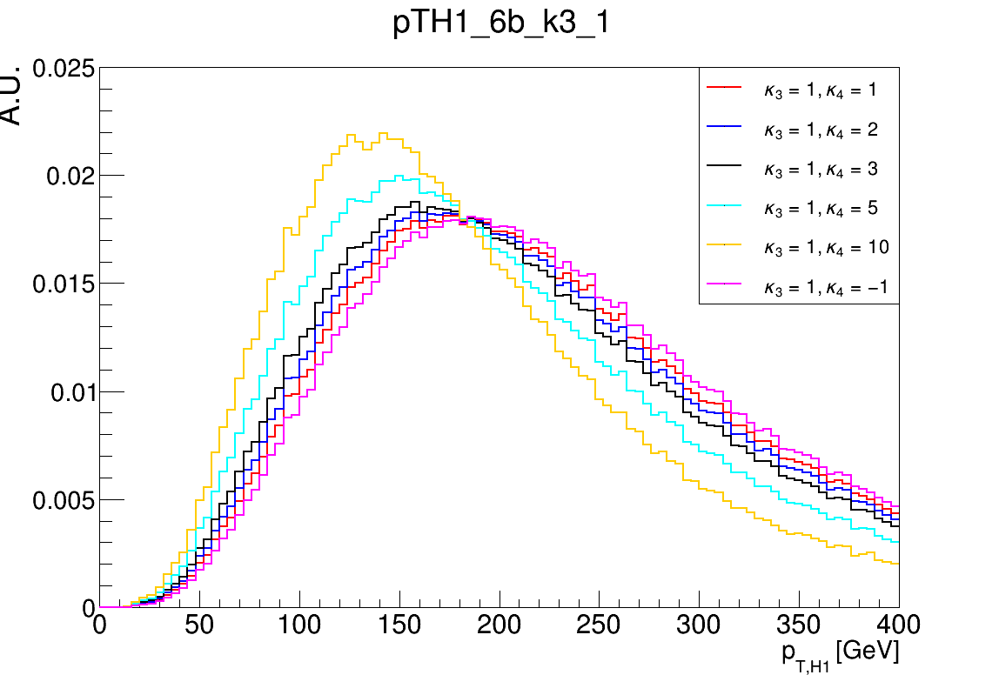 pTH1_6b_k3_1
A.U.
0.025
0.02
0.015
0.01
0.005
0
0 50 100 150 200 250 300 350 400
p_{T,H1} [GeV]
κ₃ = 1, κ₄ = 1
κ₃ = 1, κ₄ = 2
κ₃ = 1, κ₄ = 3
κ₃ = 1, κ₄ = 5
κ₃ = 1, κ₄ = 10
κ₃ = 1, κ₄ = −1